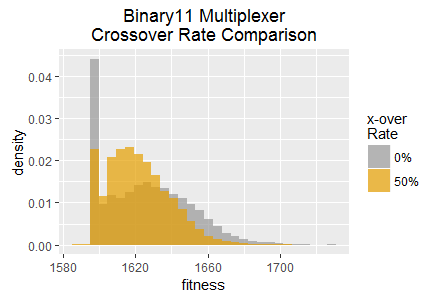 Binary11 Multiplexer
Crossover Rate Comparison
0.04
0.03
0.02
0.01
0.00
density
1580
1620
1660
1700
fitness
x-over
Rate
0%
50%